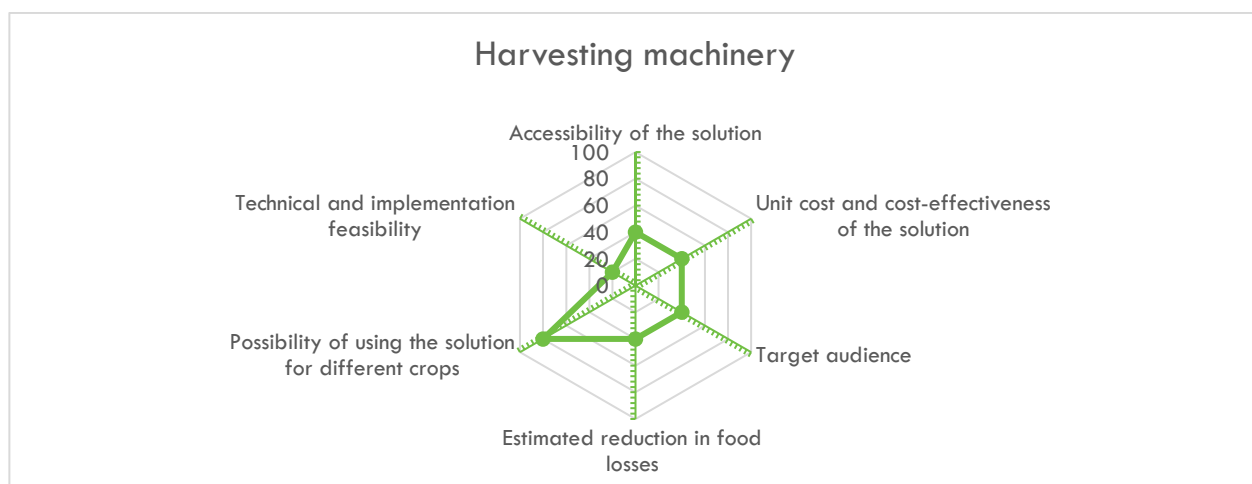 Harvesting machinery
Accessibility of the solution
100
80
60
40
20
0
Unit cost and cost-effectiveness
of the solution
Target audience
Estimated reduction in food
losses
Possibility of using the solution
for different crops
Technical and implementation
feasibility